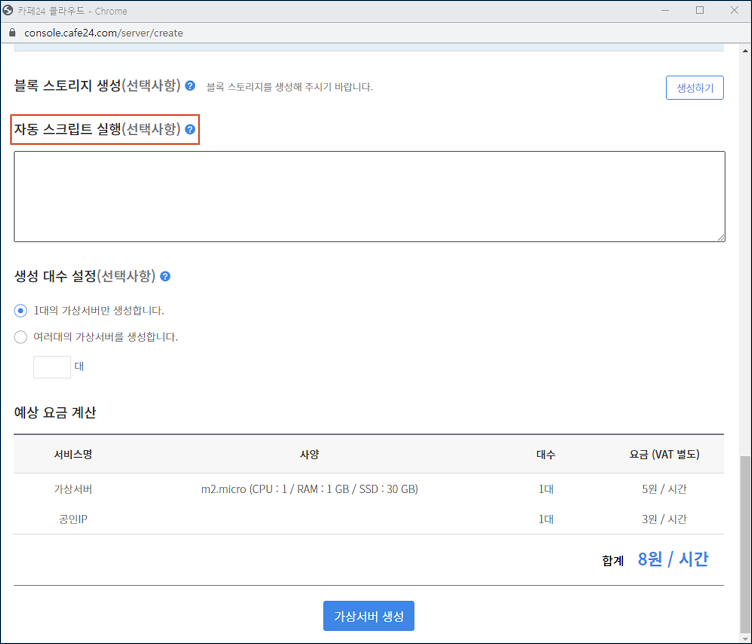 카페24 클라우드 - Chrome
console.cafe24.com/server/create
블록 스토리지 생성(선택사항) ? 블록 스토리지를 생성해 주시기 바랍니다. 생성하기
자동 스크립트 실행(선택사항) ?
생성 대수 설정(선택사항) ?
1대의 가상서버만 생성합니다.
여러대의 가상서버를 생성합니다.
대
예상 요금 계산
서비스명 사양 대수 요금 (VAT 별도)
가상서버 m2.micro (CPU : 1 / RAM : 1 GB / SSD : 30 GB) 1대 5원 / 시간
공인IP 1대 3원 / 시간
합계 8원 / 시간
가상서버 생성